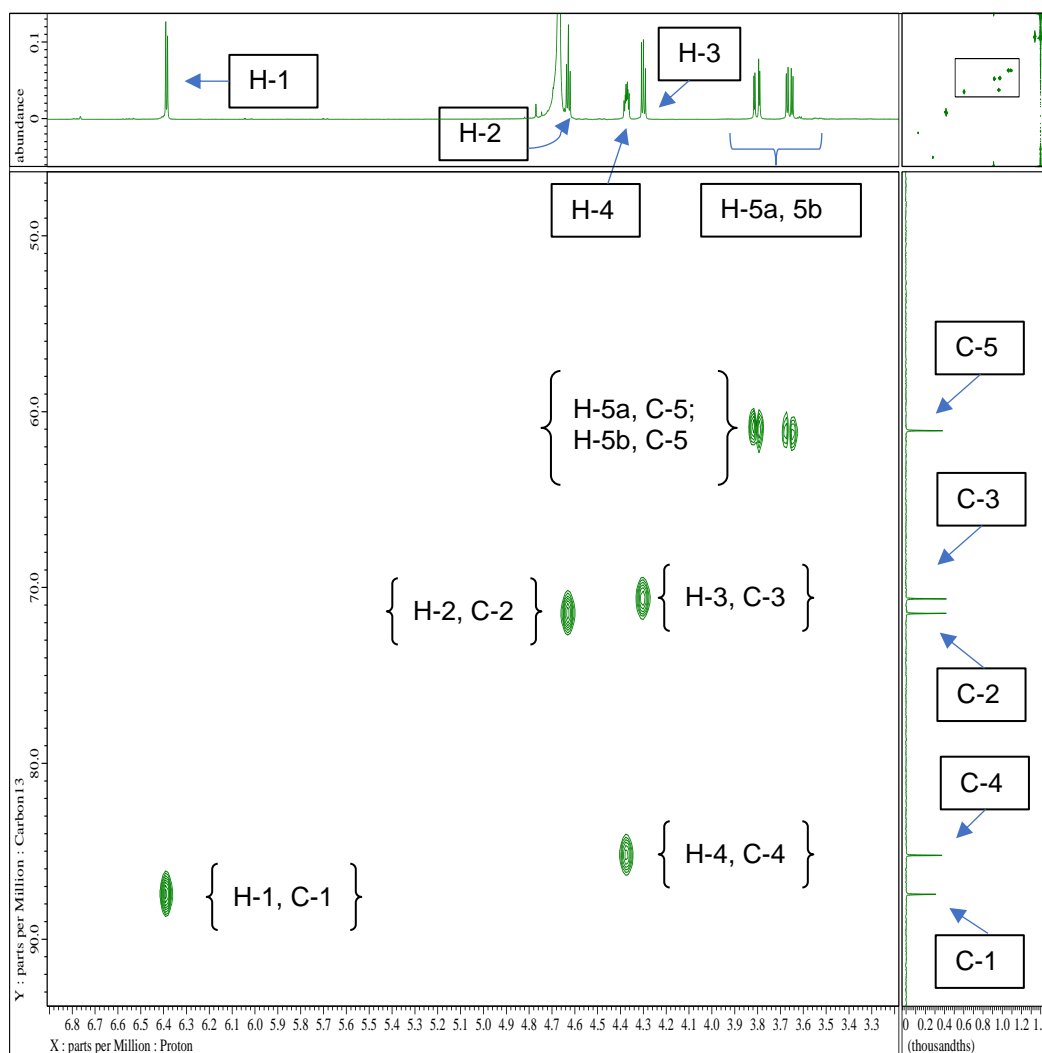 abundance
0
0.1
H-1
H-2
H-3
H-4
H-5a, 5b
50.0
60.0
70.0
80.0
90.0
Y : parts per Million : Carbon13
H-5a, C-5;
H-5b, C-5
H-2, C-2
H-3, C-3
H-4, C-4
H-1, C-1
C-5
C-3
C-2
C-4
C-1
6.8 6.7 6.6 6.5 6.4 6.3 6.2 6.1 6.0 5.9 5.8 5.7 5.6 5.5 5.4 5.3 5.2 5.1 5.0 4.9 4.8 4.7 4.6 4.5 4.4 4.3 4.2 4.1 4.0 3.9 3.8 3.7 3.6 3.5 3.4 3.3
X : parts per Million : Proton
0 0.2 0.4 0.6 0.8 1.0 1.2 1.
(thousandths)